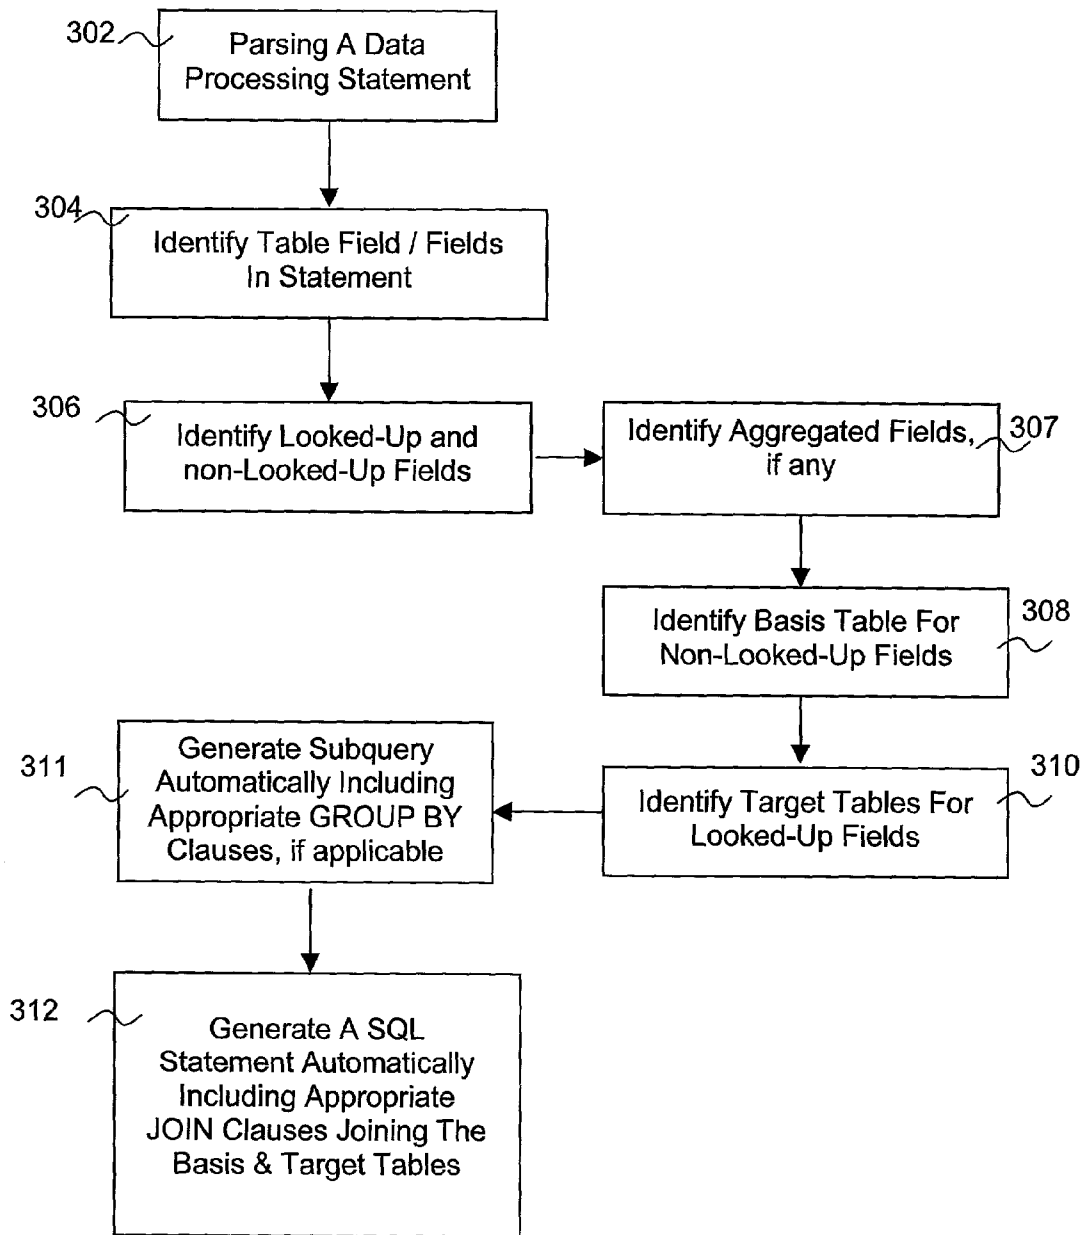 302
Parsing A Data
Processing Statement
304
Identify Table Field / Fields
In Statement
306
Identify Looked-Up and
non-Looked-Up Fields
Identify Aggregated Fields,
if any
307
Identify Basis Table For
Non-Looked-Up Fields
308
Identify Target Tables For
Looked-Up Fields
310
311
Generate Subquery
Automatically Including
Appropriate GROUP BY
Clauses, if applicable
312
Generate A SQL
Statement Automatically
Including Appropriate
JOIN Clauses Joining The
Basis & Target Tables